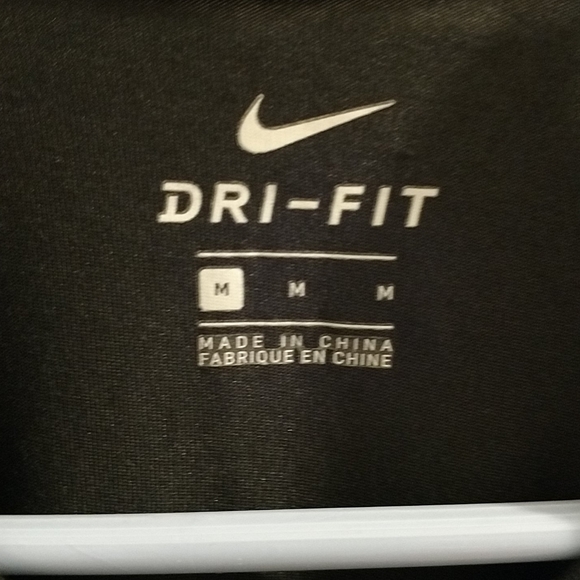 DRI-FIT
M M M
MADE IN CHINA
FABRIQUE EN CHINE